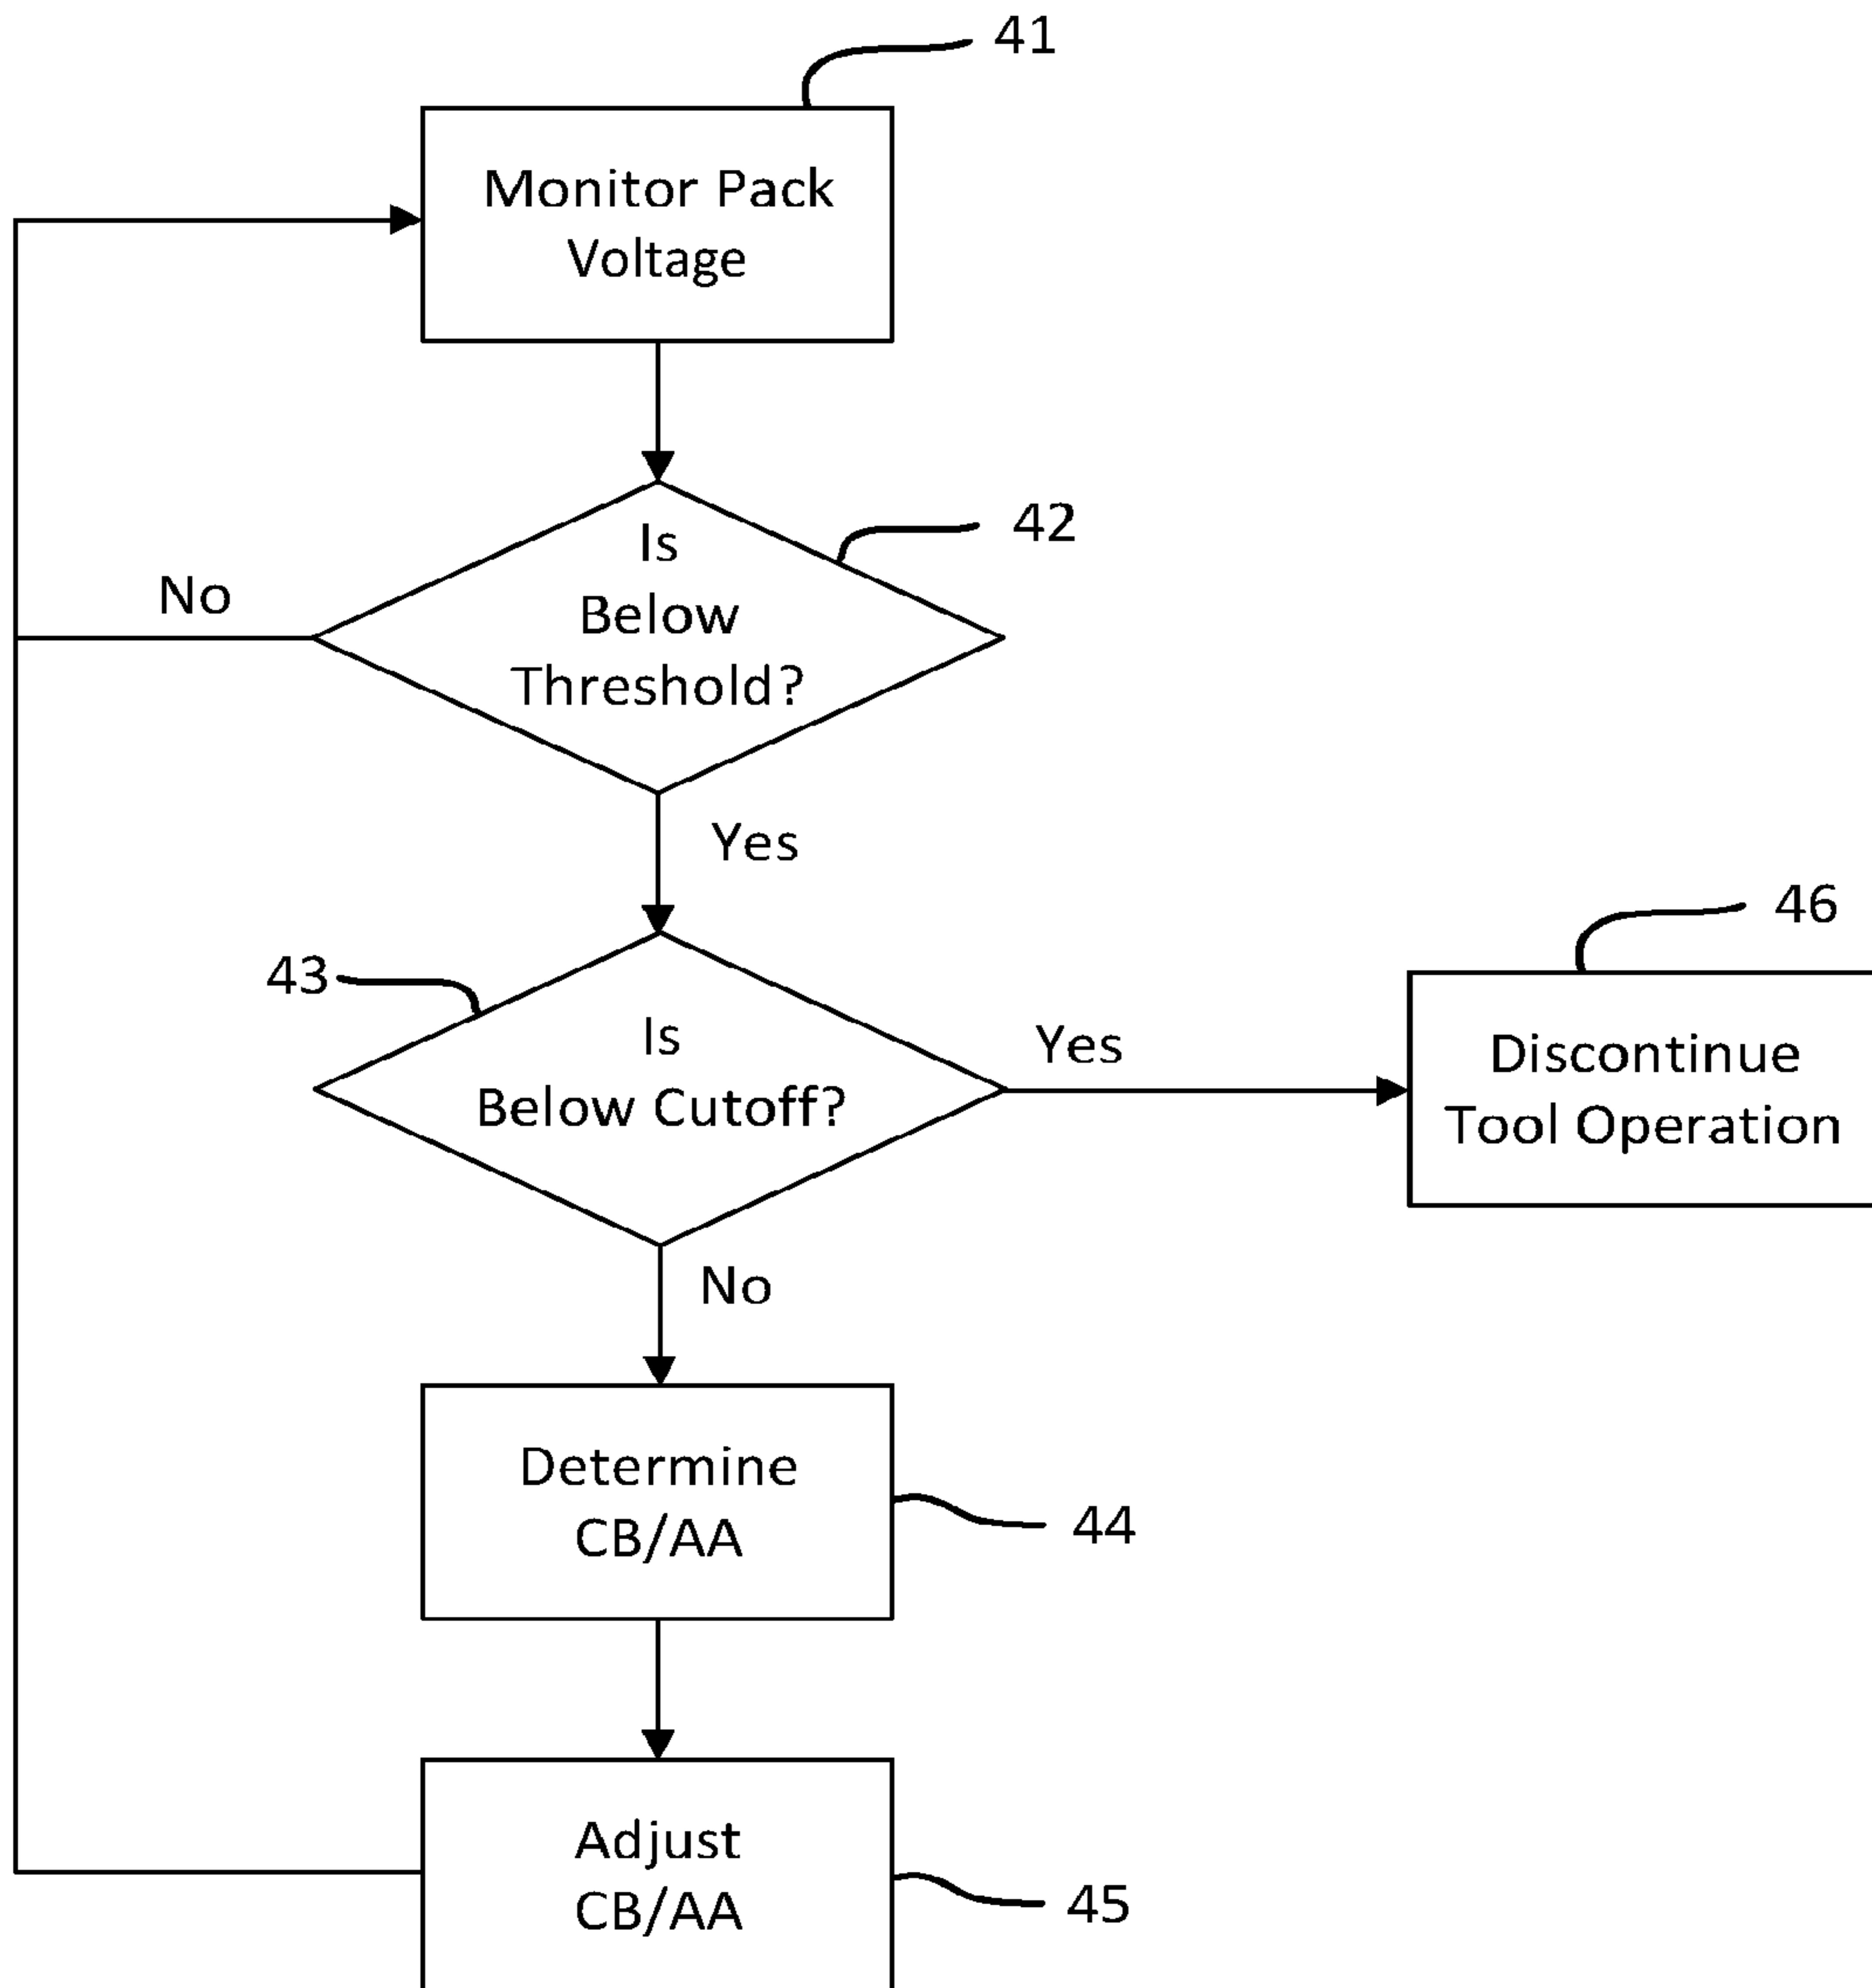 41
Monitor Pack
Voltage
42
Is
Below
Threshold?
No
Yes
43
Is
Below Cutoff?
Yes
46
Discontinue
Tool Operation
No
Determine
CB/AA
44
Adjust
CB/AA
45